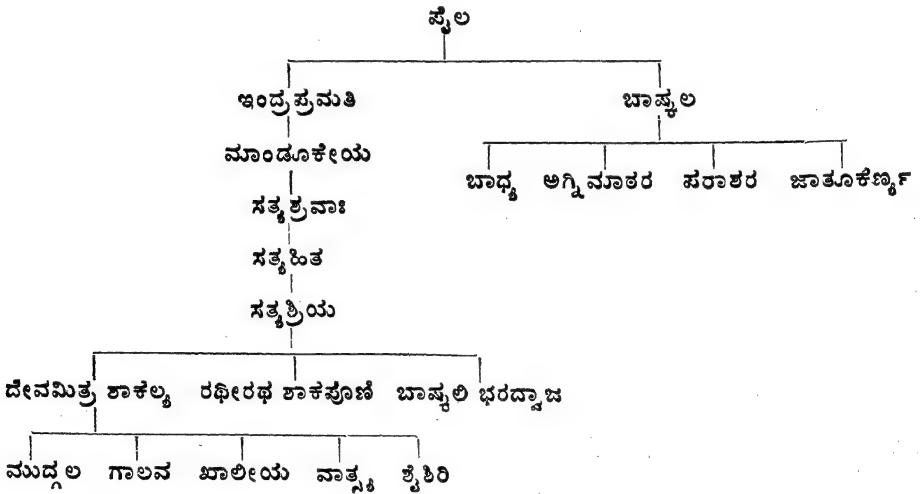 ಪೈಲ
ಇಂದ್ರಪ್ರಮತಿ ಬಾಷ್ಕಲ
ಮಾಂಡೂಕೇಯ
ಬಾಧ್ಯ ಅಗ್ನಿಮಾಠರ ಪರಾಶರ ಜಾತೂಕರ್ಣ್ಯ
ಸತ್ಯಶ್ರವಾಃ
ಸತ್ಯಹಿತ
ಸತ್ಯಶ್ರಿಯ
ದೇವಮಿತ್ರ ಶಾಕಲ್ಯ ರಥೀರಥ ಶಾಕಪೂಣಿ ಬಾಷ್ಕಲಿ ಭರದ್ವಾಜ
ಮುದ್ಗಲ ಗಾಲವ ಖಾಲೀಯ ವಾತ್ಸ್ಯ ಶೈಶಿರಿ